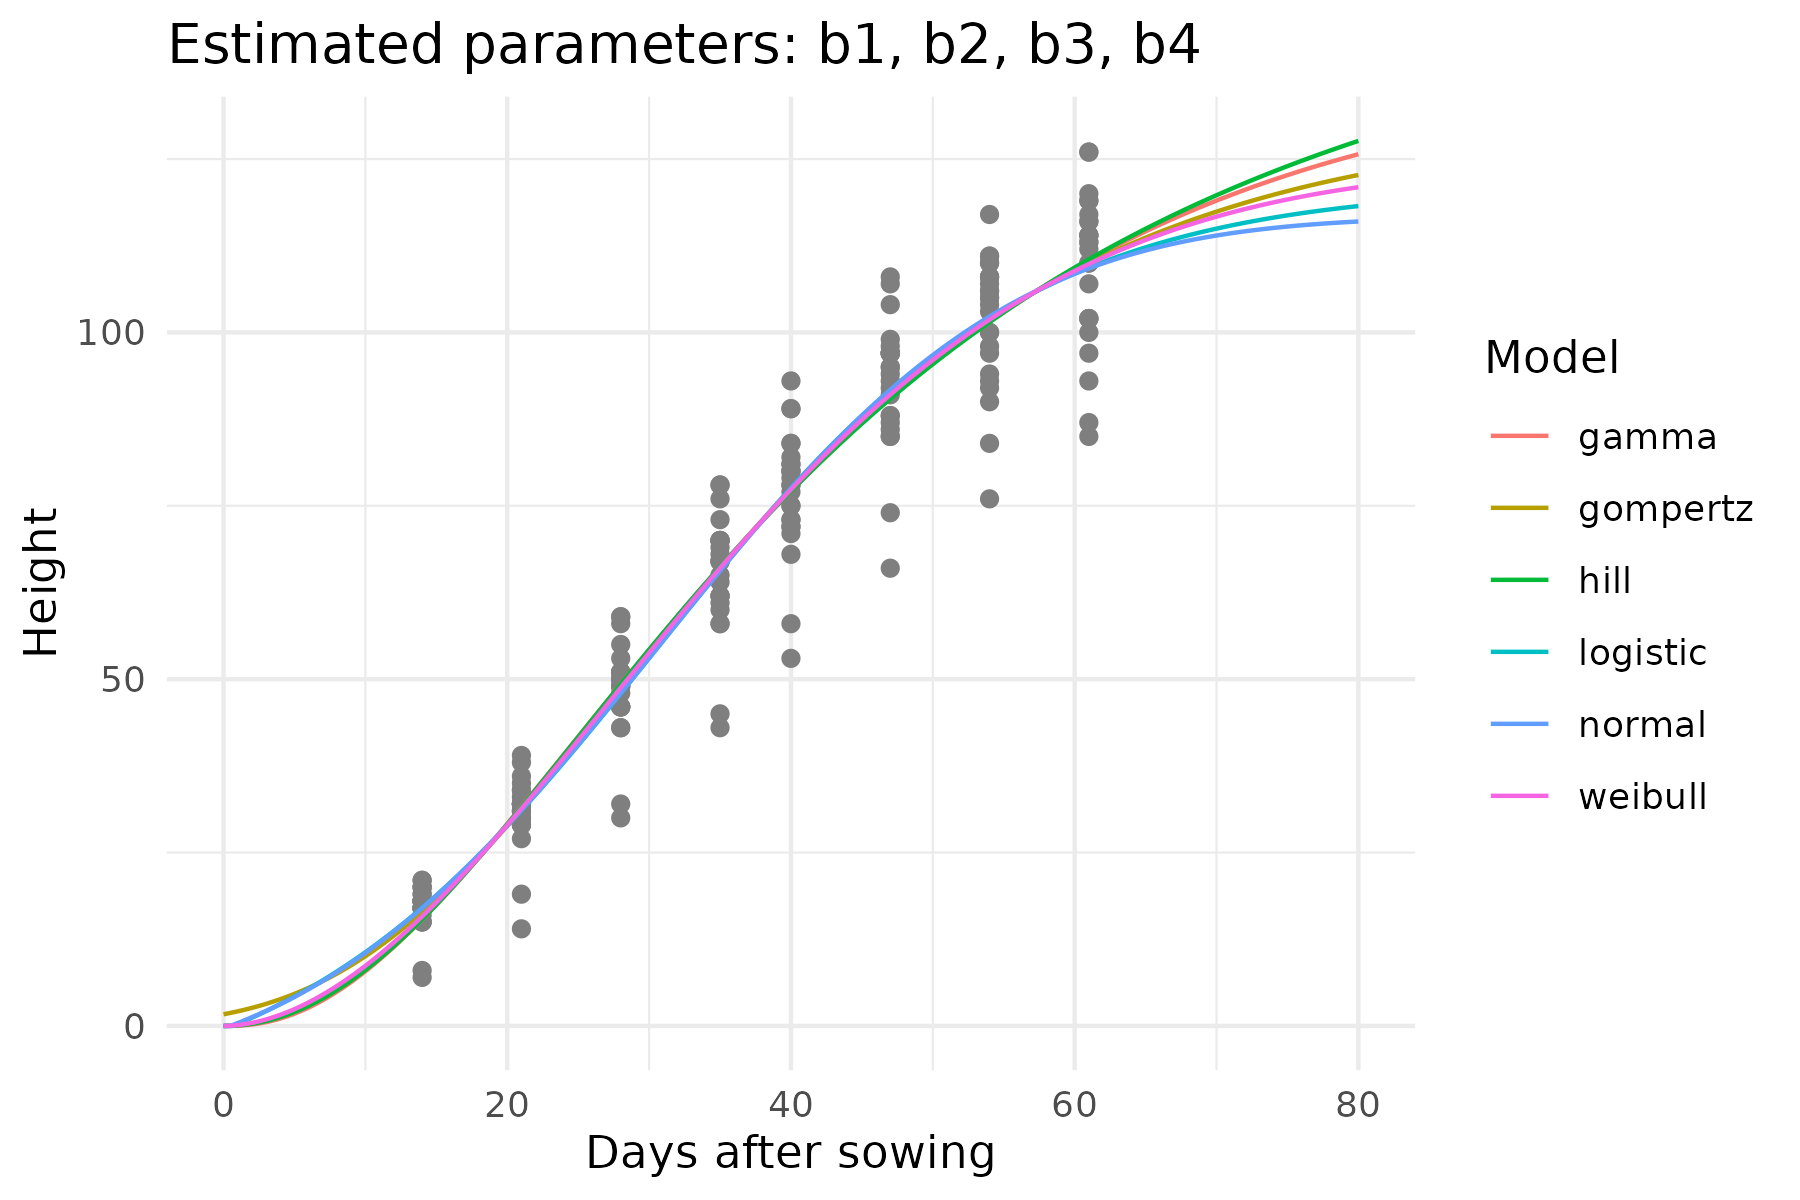 Estimated parameters: b1, b2, b3, b4
Height
100
50
0
0 20 40 60 80
Days after sowing
Model
gamma
gompertz
hill
logistic
normal
weibull